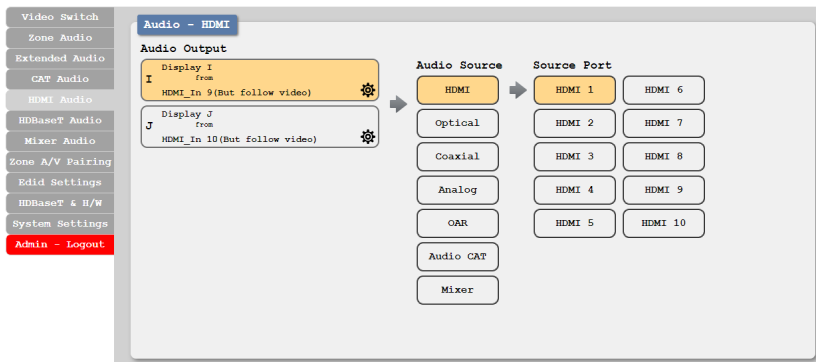 Video Switch
Zone Audio
Extended Audio
CAT Audio
HDMI Audio
HDBaseT Audio
Mixer Audio
Zone A/V Pairing
Edid Settings
HDBaseT & H/W
System Settings
Admin - Logout
Audio - HDMI
Audio Output
Display I
I from
HDMI_In 9(But follow video)
Display J
J from
HDMI_In 10(But follow video)
Audio Source
HDMI
Optical
Coaxial
Analog
OAR
Audio CAT
Mixer
Source Port
HDMI 1 HDMI 6
HDMI 2 HDMI 7
HDMI 3 HDMI 8
HDMI 4 HDMI 9
HDMI 5 HDMI 10